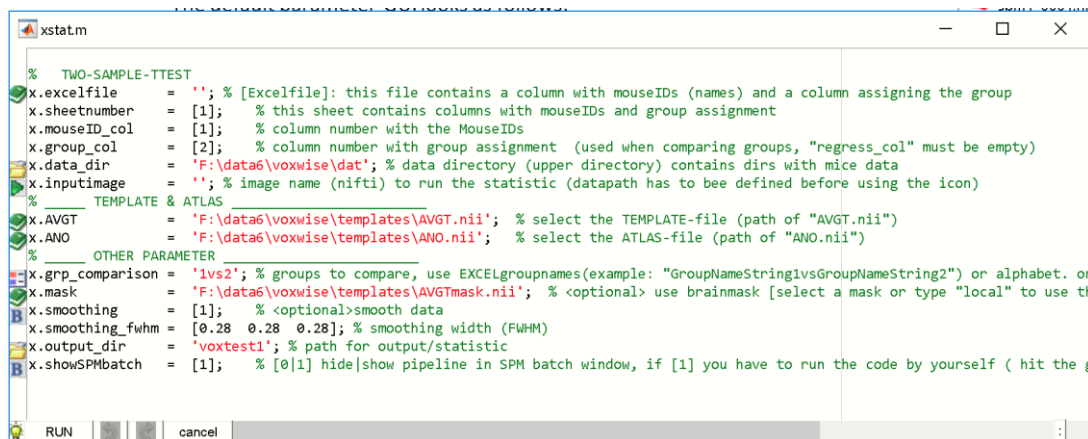 The default parameter GUI looks as follows:
xstat.m
% TWO-SAMPLE-TTEST
x.excelfile = ''; % [Excelfile]: this file contains a column with mouseIDs (names) and a column assigning the group
x.sheetnumber = [1]; % this sheet contains columns with mouseIDs and group assignment
x.mouseID_col = [1]; % column number with the MouseIDs
x.group_col = [2]; % column number with group assignment (used when comparing groups, "regress_col" must be empty)
x.data_dir = 'F:\data6\voxwise\dat'; % data directory (upper directory) contains dirs with mice data
x.inputimage = ''; % image name (nifti) to run the statistic (datapath has to bee defined before using the icon)
% _____ TEMPLATE & ATLAS ________________________
x.AVGT = 'F:\data6\voxwise\templates\AVGT.nii'; % select the TEMPLATE-file (path of "AVGT.nii")
x.ANO = 'F:\data6\voxwise\templates\ANO.nii'; % select the ATLAS-file (path of "ANO.nii")
% _____ OTHER PARAMETER ________________________
x.grp_comparison = '1vs2'; % groups to compare, use EXCELgroupnames(example: "GroupNameString1vsGroupNameString2") or alphabet. or
x.mask = 'F:\data6\voxwise\templates\AVGTmask.nii'; % <optional> use brainmask [select a mask or type "local" to use th
B x.smoothing = [1]; % <optional>smooth data
x.smoothing_fwhm = [0.28 0.28 0.28]; % smoothing width (FWHM)
x.output_dir = 'voxtest1'; % path for output/statistic
B x.showSPMbatch = [1]; % [0|1] hide|show pipeline in SPM batch window, if [1] you have to run the code by yourself ( hit the g
RUN cancel